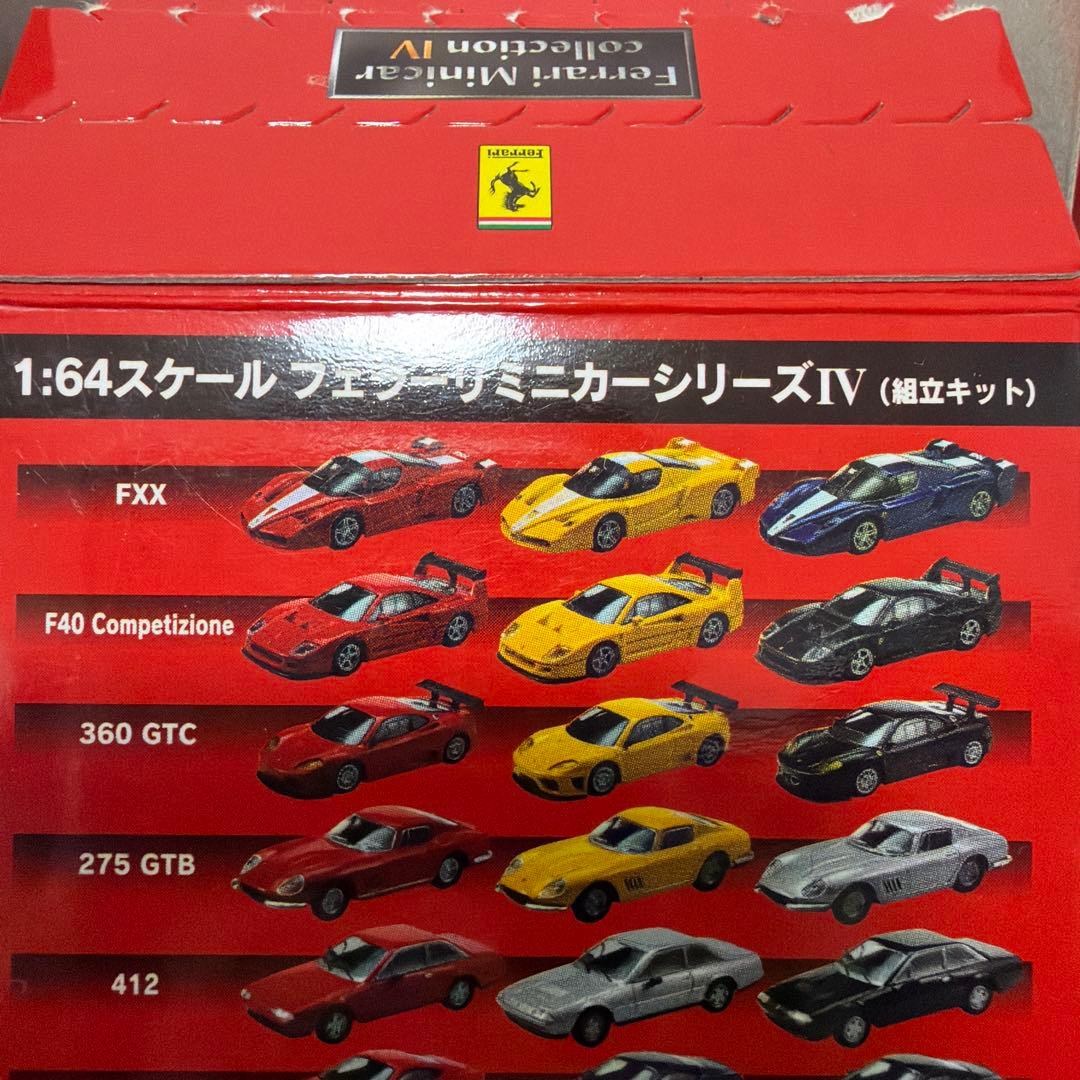 Ferrari Minicar
collection IV
Ferrari
1:64スケール フェラーリミニカーシリーズⅣ (組立キット)
FXX
F40 Competizione
360 GTC
275 GTB
412